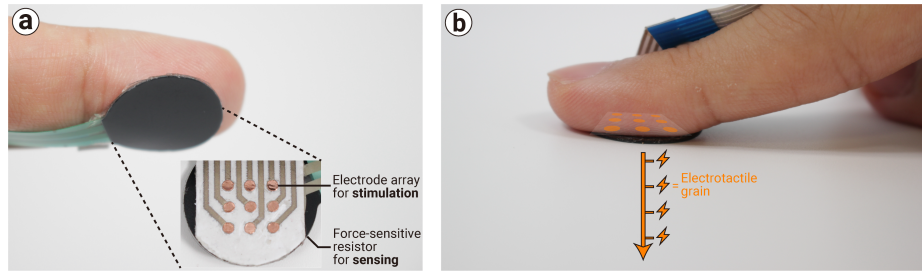 a
Electrode array
for stimulation
Force-sensitive
resistor
for sensing
b
= Electrotactile
grain